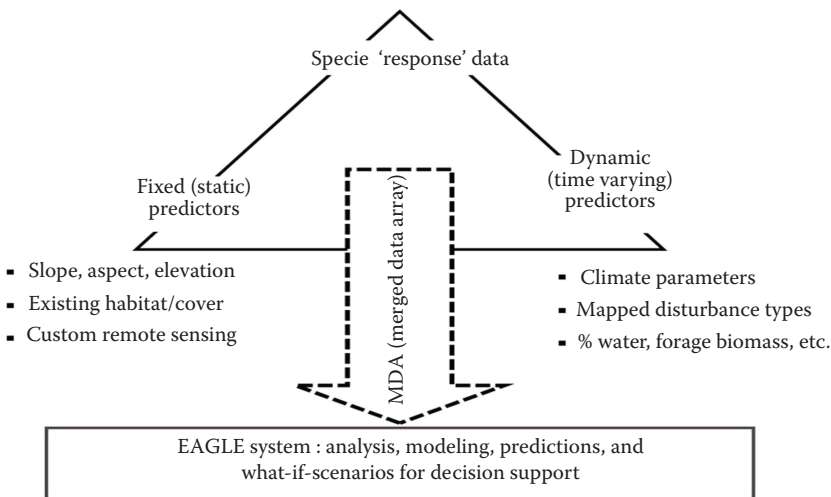 Specie 'response' data
Fixed (static)
predictors
Dynamic
(time varying)
predictors
MDA (merged data array)
▪ Slope, aspect, elevation
▪ Existing habitat/cover
▪ Custom remote sensing
▪ Climate parameters
▪ Mapped disturbance types
▪ % water, forage biomass, etc.
EAGLE system : analysis, modeling, predictions, and
what-if-scenarios for decision support